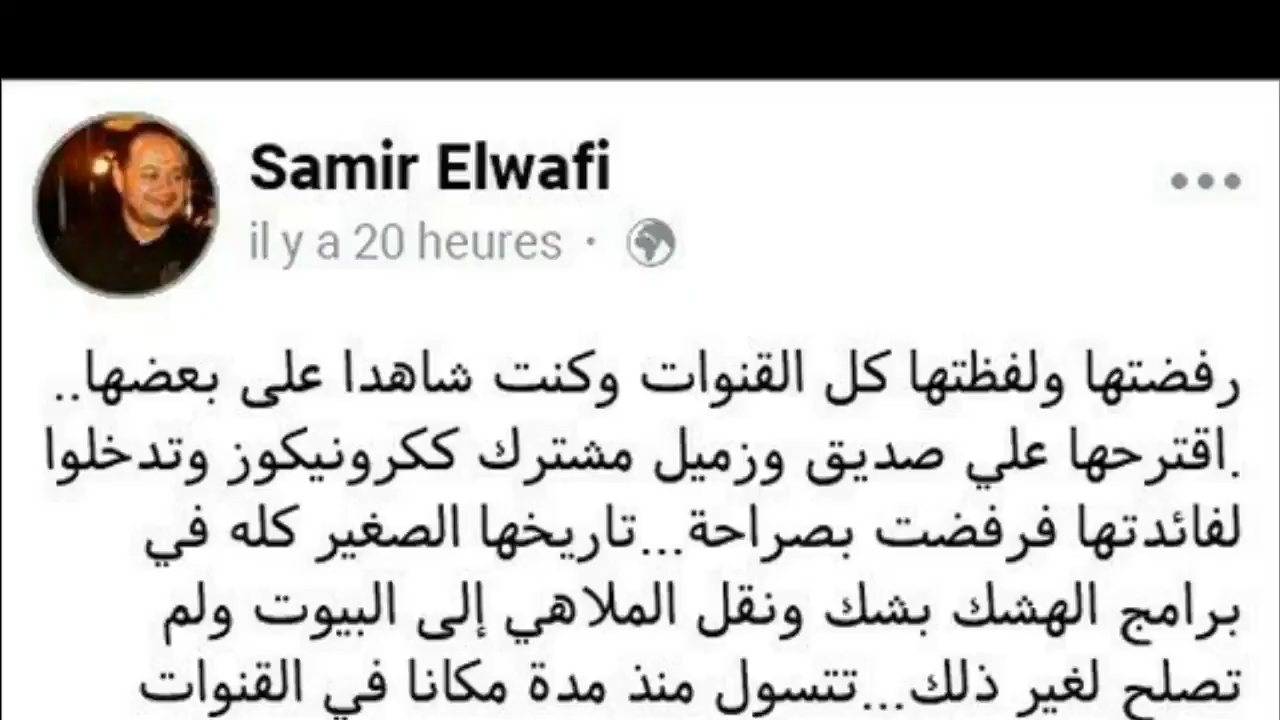 Samir Elwafi
il y a 20 heures ·
رفضتها ولفظتها كل القنوات وكنت شاهدا على بعضها..
.اقترحها علي صديق وزميل مشترك ككرونيكوز وتدخلوا
لفائدتها فرفضت بصراحة...تاريخها الصغير كله في
برامج الهشك بشك ونقل الملاهي إلى البيوت ولم
تصلح لغير ذلك...تتسول منذ مدة مكانا في القنوات